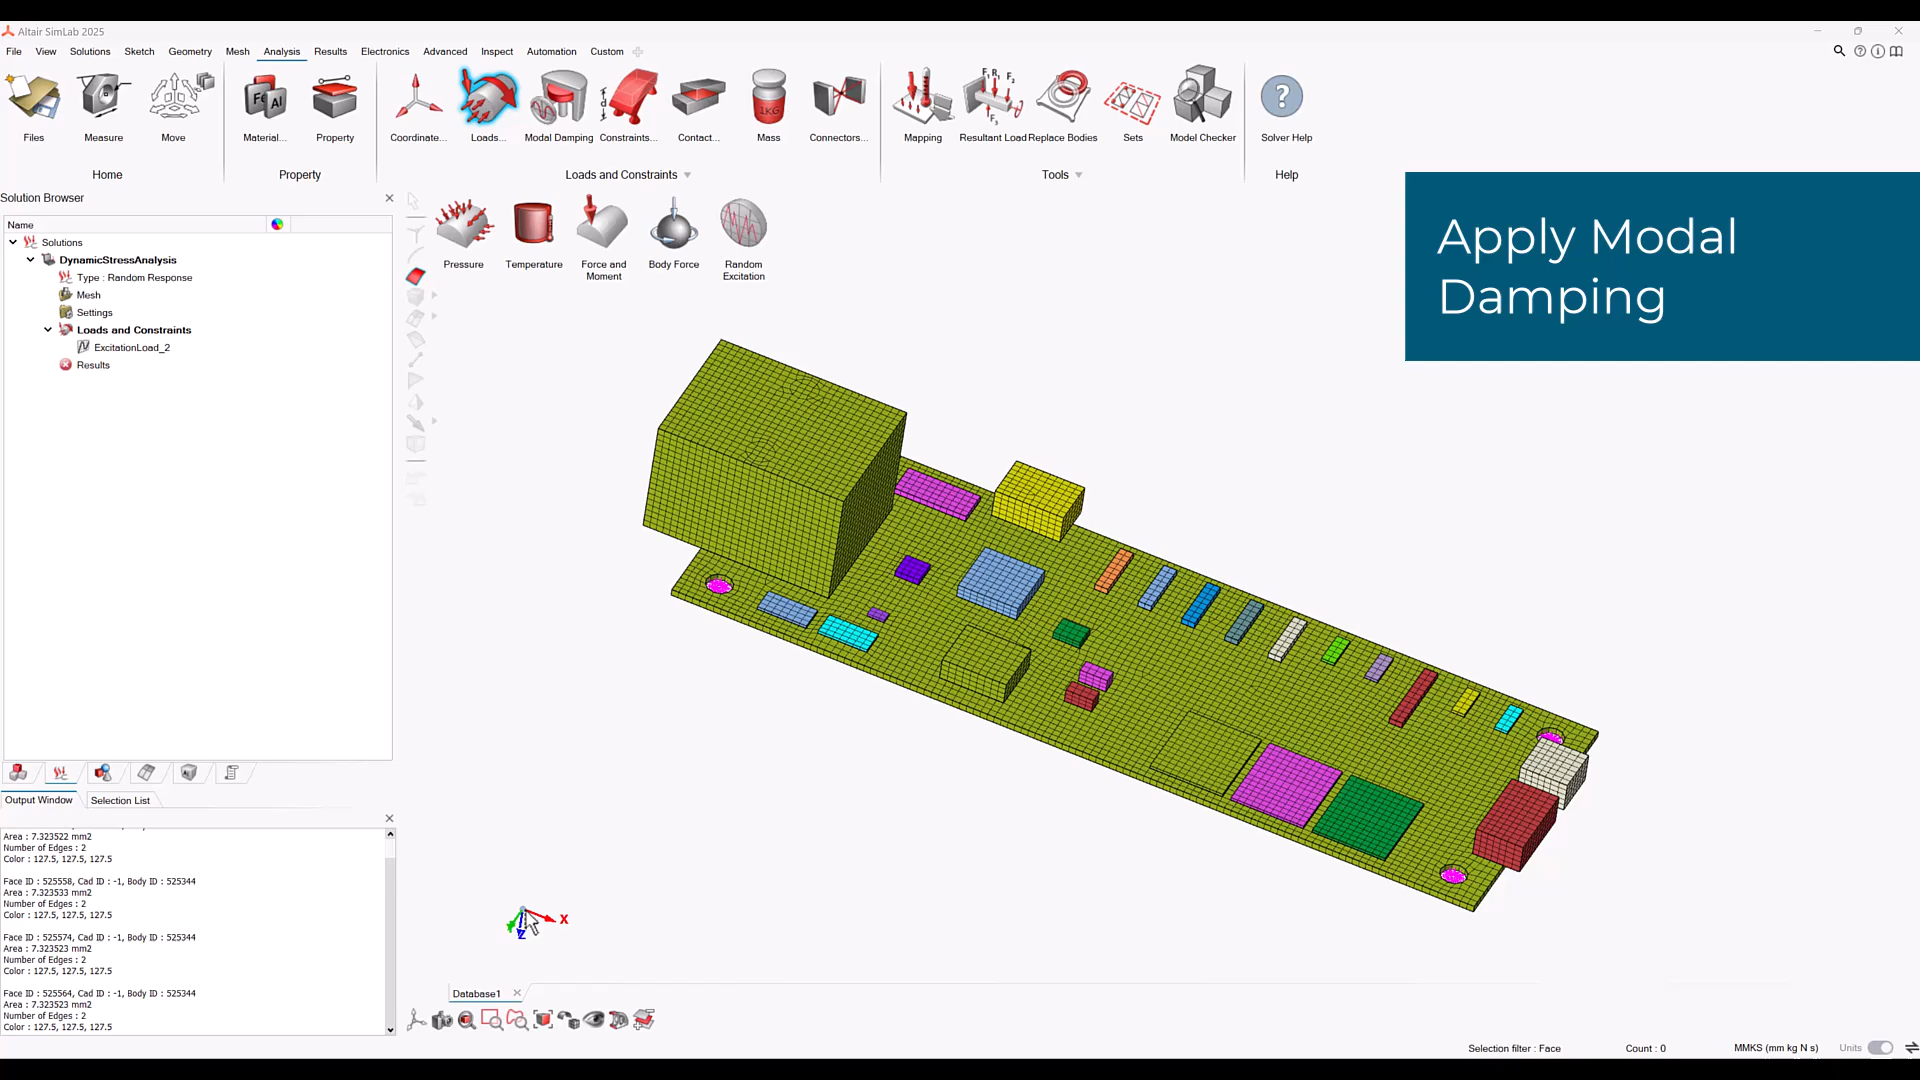 Altair SimLab 2025
File View Solutions Sketch Geometry Mesh Analysis Results Electronics Advanced Inspect Automation Custom
Files Measure Move Material... Property Coordinate... Loads... Modal Damping Constraints... Contact... Mass Connectors... Mapping Resultant Load Replace Bodies Sets Model Checker Solver Help
Home Property Loads and Constraints Tools Help
Apply Modal
Damping
Solution Browser
Name
Solutions
DynamicStressAnalysis
Type : Random Response
Mesh
Settings
Loads and Constraints
ExcitationLoad_2
Results
Pressure Temperature Force and Moment Body Force Random Excitation
Output Window Selection List
Area : 7.323522 mm2
Number of Edges : 2
Color : 127.5, 127.5, 127.5
Face ID : 525558, Cad ID : -1, Body ID : 525344
Area : 7.323533 mm2
Number of Edges : 2
Color : 127.5, 127.5, 127.5
Face ID : 525574, Cad ID : -1, Body ID : 525344
Area : 7.323523 mm2
Number of Edges : 2
Color : 127.5, 127.5, 127.5
Face ID : 525564, Cad ID : -1, Body ID : 525344
Area : 7.323523 mm2
Number of Edges : 2
Color : 127.5, 127.5, 127.5
X
Z
Database1
Selection filter : Face Count : 0 MMKS (mm kg N s) Units